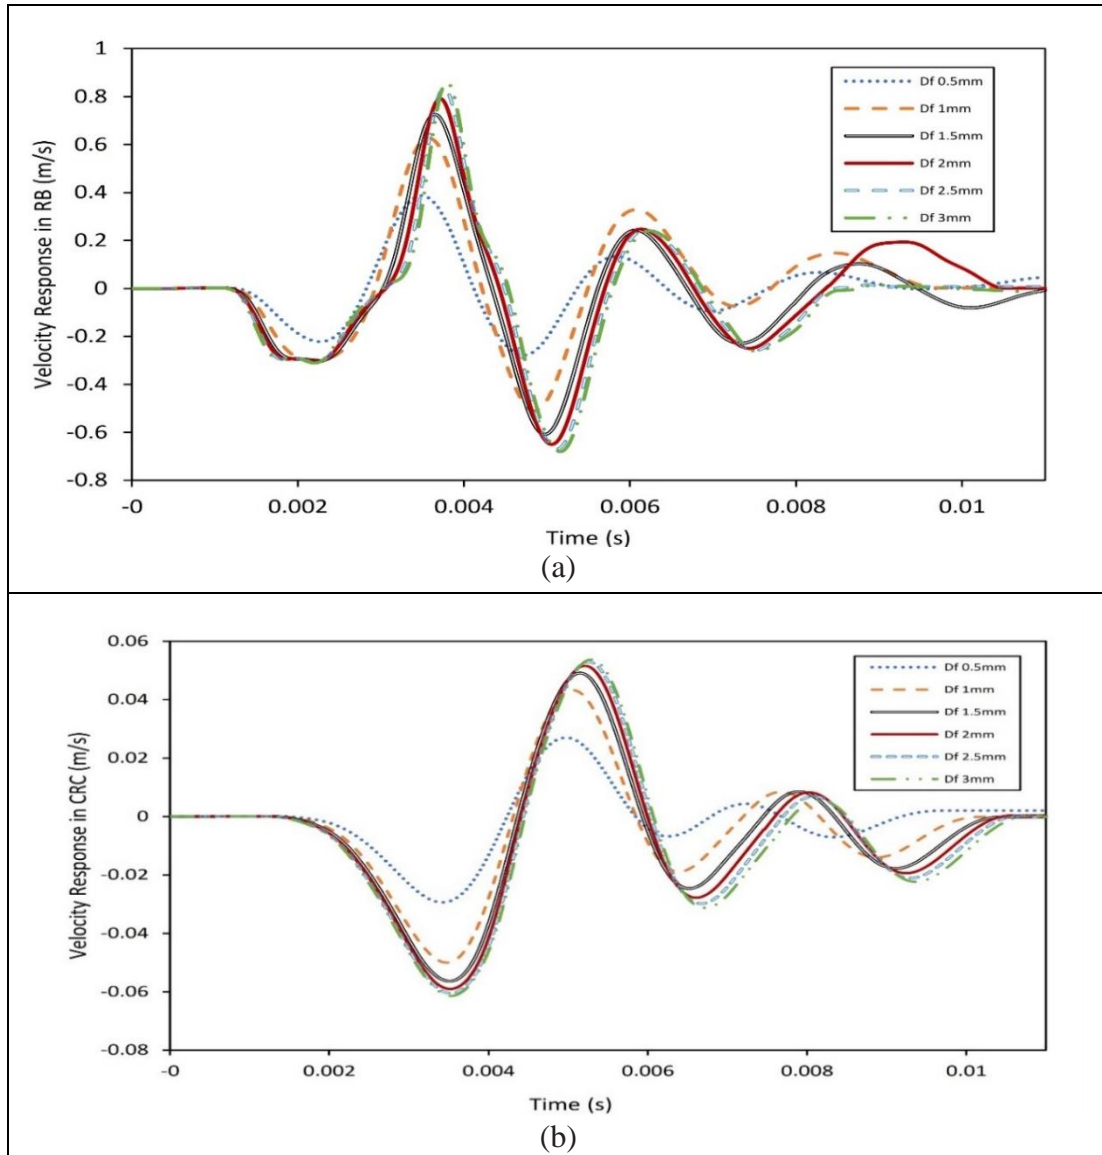 1
0.8
0.6
0.4
0.2
0
-0.2
-0.4
-0.6
-0.8
Velocity Response in RB (m/s)
Df 0.5mm
Df 1mm
Df 1.5mm
Df 2mm
Df 2.5mm
Df 3mm
-0 0.002 0.004 0.006 0.008 0.01
Time (s)
(a)
0.06
0.04
0.02
0
-0.02
-0.04
-0.06
-0.08
Velocity Response in CRC (m/s)
Df 0.5mm
Df 1mm
Df 1.5mm
Df 2mm
Df 2.5mm
Df 3mm
-0 0.002 0.004 0.006 0.008 0.01
Time (s)
(b)